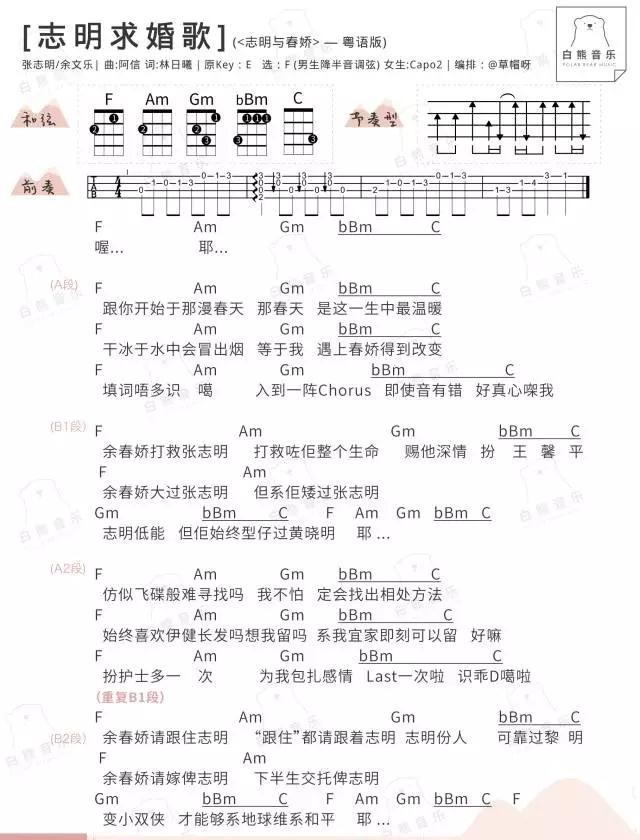 [志明求婚歌] (<志明与春娇> — 粤语版)
张志明/余文乐| 曲:阿信 词:林日曦 | 原Key：E 选：F (男生降半音调弦) 女生:Capo2 | 编排：@草帽呀
白熊音乐
POLAR BEAR MUSIC
和弦 F Am Gm bBm C 节奏型
前奏
F Am Gm bBm C
喔... 耶...
(A段)
F Am Gm bBm C
跟你开始于那漫春天 那春天 是这一生中最温暖
F Am Gm bBm C
干冰于水中会冒出烟 等于我 遇上春娇得到改变
F Am Gm bBm C
填词唔多识 噶 入到一阵Chorus 即使音有错 好真心㗎我
(B1段)
F Am Gm bBm C
余春娇打救张志明 打救咗佢整个生命 赐他深情 扮 王 馨 平
F Am
余春娇大过张志明 但系佢矮过张志明
Gm bBm C F Am Gm bBm C
志明低能 但佢始终型仔过黄晓明 耶 ...
(A2段)
F Am Gm bBm C
仿似飞碟般难寻找吗 我不怕 定会找出相处方法
F Am Gm bBm C
始终喜欢伊健长发吗想我留吗 系我宜家即刻可以留 好嘛
F Am Gm bBm C
扮护士多一 次 为我包扎感情 Last一次啦 识乖D噶啦
（重复B1段）
(B2段)
F Am Gm bBm C
余春娇请跟住志明 “跟住”都请跟着志明 志明份人 可靠过黎 明
F Am
余春娇请嫁俾志明 下半生交托俾志明
Gm bBm C F Am Gm bBm C F
变小双侠 才能够系地球维系和平 耶 ...